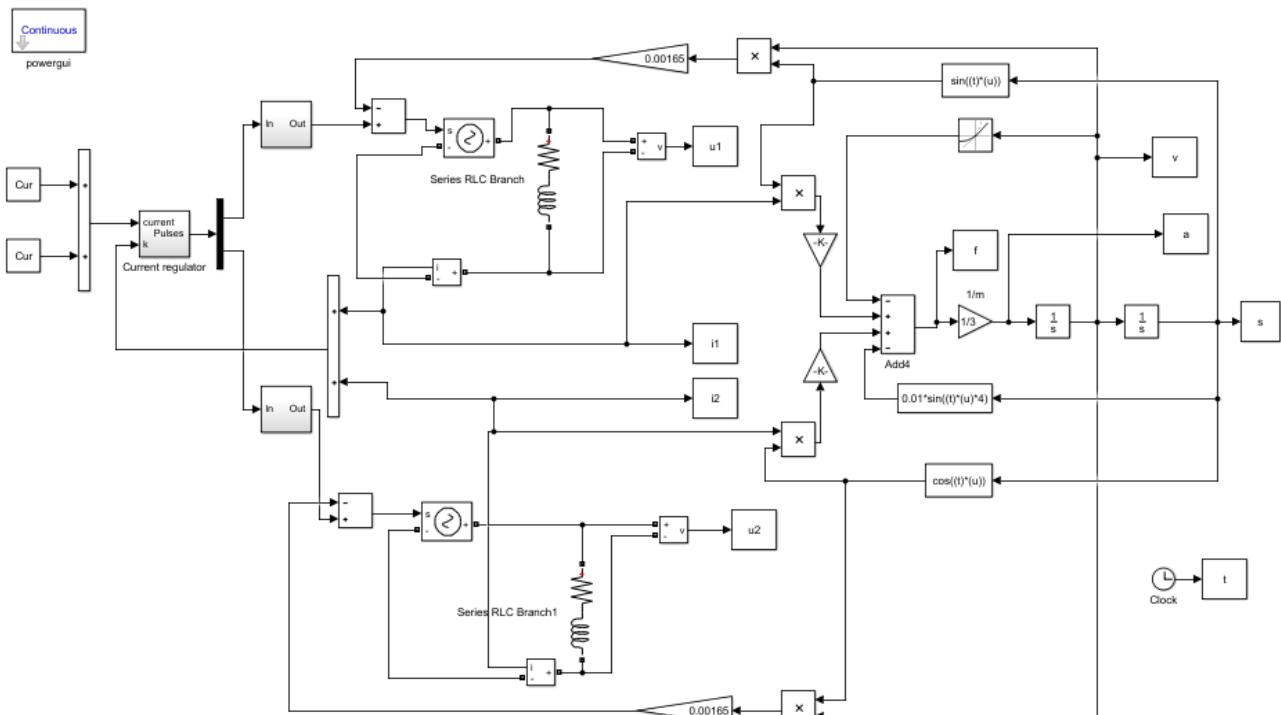 Continuous
powergui
0.00165
×
sin((t)*(u))
In Out
−
+
s
+
-
Series RLC Branch
+
-
v
u1
v
Cur
+
current
Pulses
k
Current regulator
×
-K-
a
Cur
+
i
-
+
f
1/m
1/3
1
s
1
s
s
−
+
+
−
Add4
+
i1
-K-
+
i2
0.01*sin((t)*(u)*4)
In Out
×
cos((t)*(u))
−
+
s
+
-
+
-
v
u2
t
Clock
Series RLC Branch1
i
-
+
0.00165
×